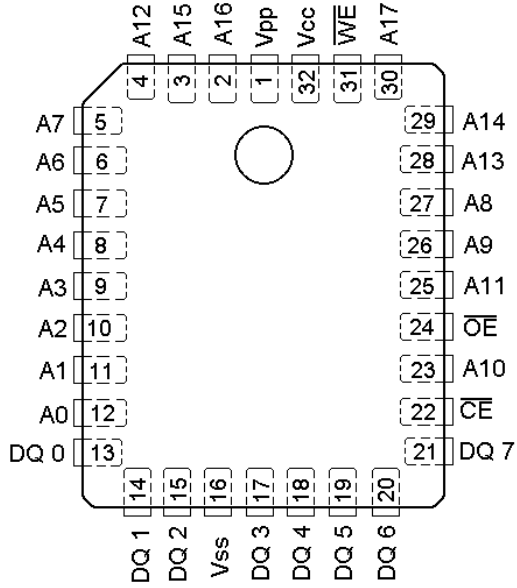 A12 A15 A16 Vpp Vcc W̅E̅ A17
4 3 2 1 32 31 30
A7 5 29 A14
A6 6 28 A13
A5 7 27 A8
A4 8 26 A9
A3 9 25 A11
A2 10 24 O̅E̅
A1 11 23 A10
A0 12 22 C̅E̅
DQ 0 13 21 DQ 7
14 15 16 17 18 19 20
DQ 1 DQ 2 Vss DQ 3 DQ 4 DQ 5 DQ 6